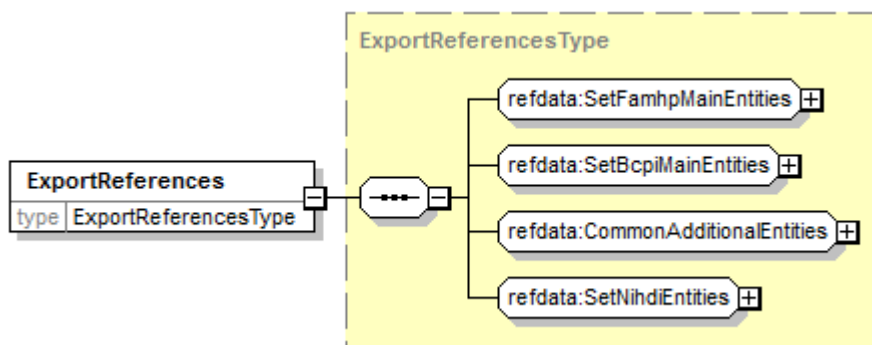 ExportReferencesType
refdata:SetFamhpMainEntities
refdata:SetBcpiMainEntities
ExportReferences
type ExportReferencesType
refdata:CommonAdditionalEntities
refdata:SetNihdiEntities